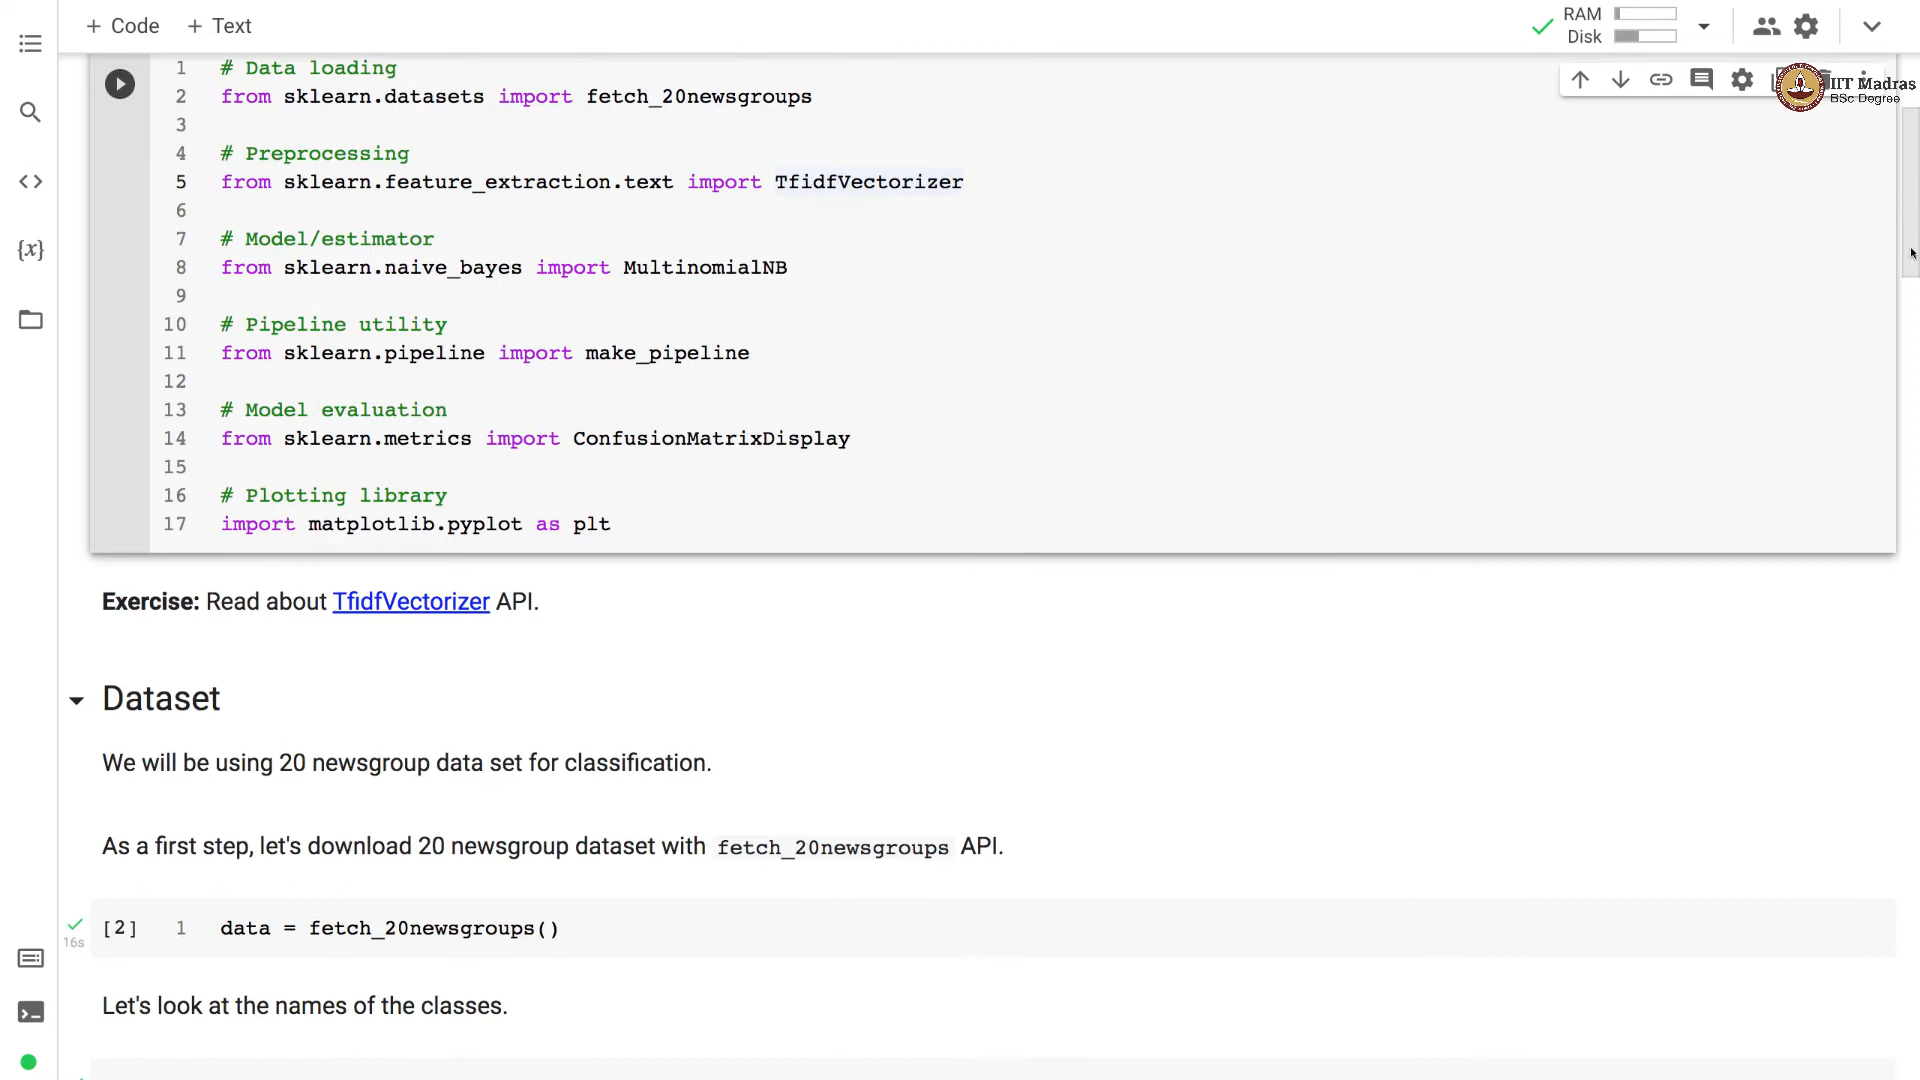 + Code + Text
RAM
Disk
IIT Madras
BSc Degree
1 # Data loading
2 from sklearn.datasets import fetch_20newsgroups
3
4 # Preprocessing
5 from sklearn.feature_extraction.text import TfidfVectorizer
6
7 # Model/estimator
8 from sklearn.naive_bayes import MultinomialNB
9
10 # Pipeline utility
11 from sklearn.pipeline import make_pipeline
12
13 # Model evaluation
14 from sklearn.metrics import ConfusionMatrixDisplay
15
16 # Plotting library
17 import matplotlib.pyplot as plt
{x}
Exercise: Read about TfidfVectorizer API.
Dataset
We will be using 20 newsgroup data set for classification.
As a first step, let's download 20 newsgroup dataset with fetch_20newsgroups API.
[2] 1 data = fetch_20newsgroups()
16s
Let's look at the names of the classes.